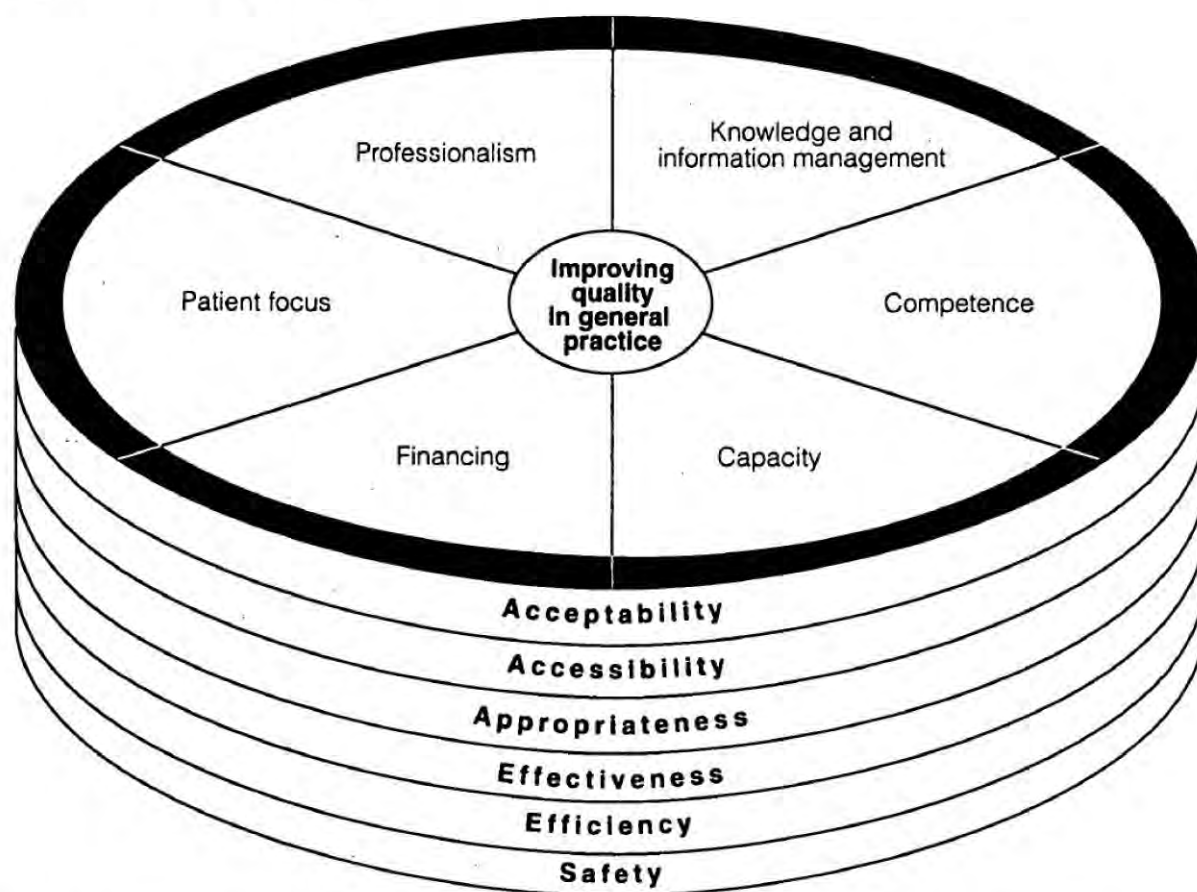 Professionalism
Knowledge and
information management
Patient focus
Improving
quality
In general
practice
Competence
Financing
Capacity
Acceptability
Accessibility
Appropriateness
Effectiveness
Efficiency
Safety